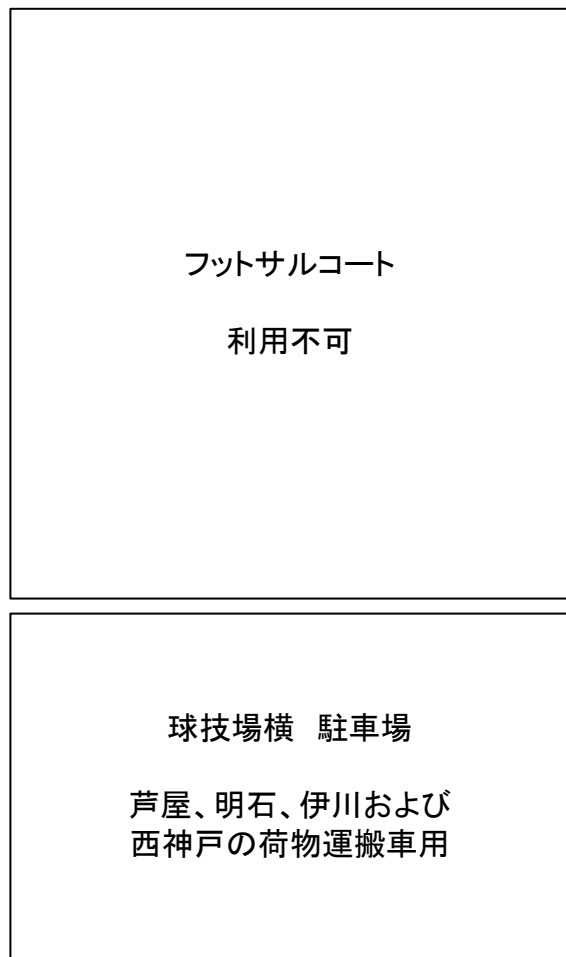 フットサルコート
利用不可
球技場横　駐車場
芦屋、明石、伊川および
西神戸の荷物運搬車用